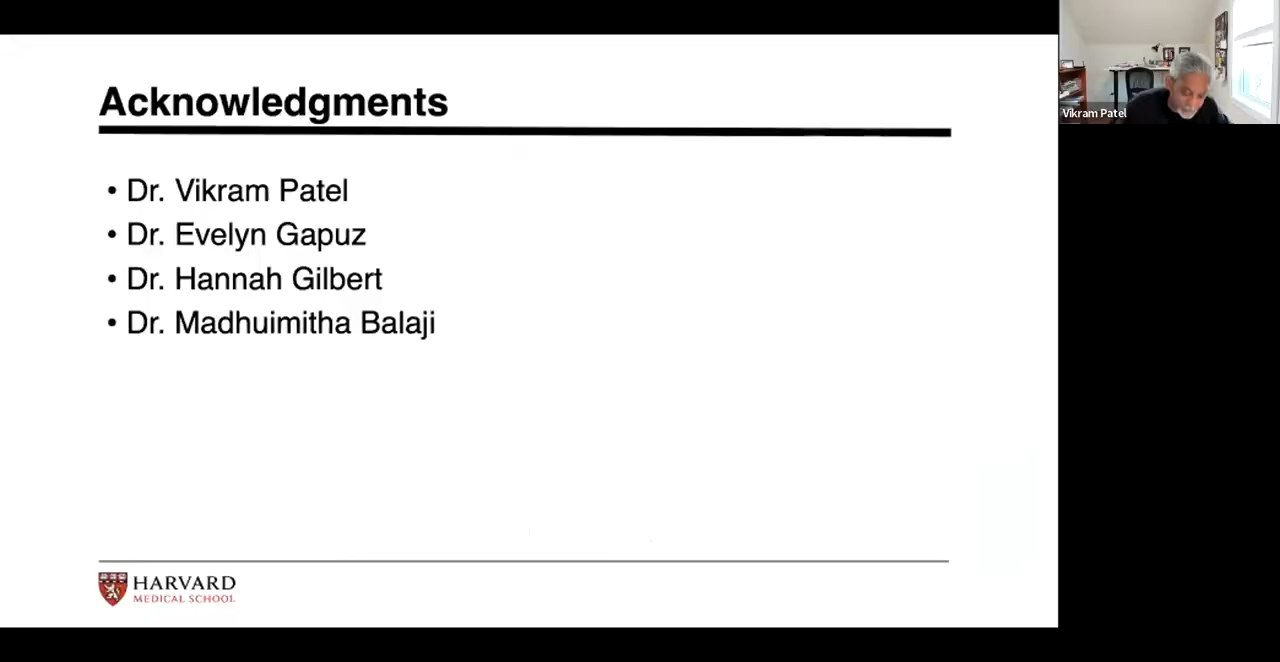 Acknowledgments
• Dr. Vikram Patel
• Dr. Evelyn Gapuz
• Dr. Hannah Gilbert
• Dr. Madhuimitha Balaji
HARVARD
MEDICAL SCHOOL
Vikram Patel